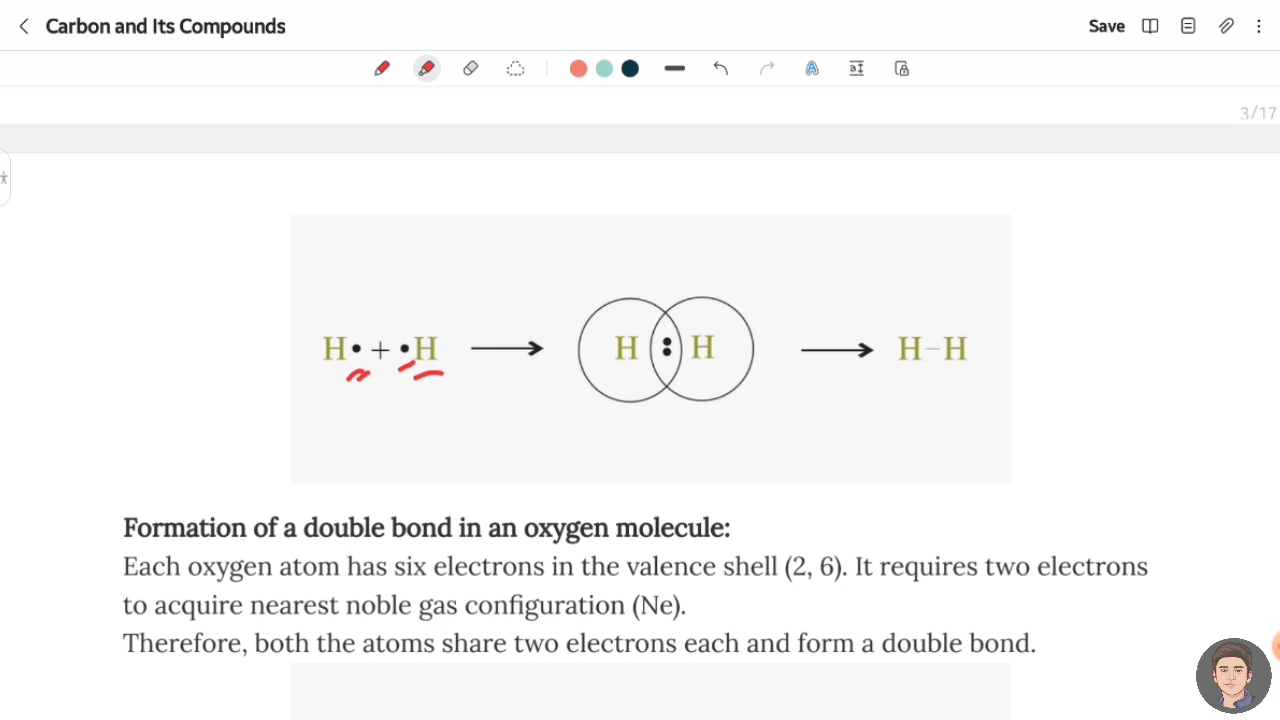 Carbon and Its Compounds
Save
3/17
H• + •H → H : H → H–H
Formation of a double bond in an oxygen molecule:
Each oxygen atom has six electrons in the valence shell (2, 6). It requires two electrons
to acquire nearest noble gas configuration (Ne).
Therefore, both the atoms share two electrons each and form a double bond.